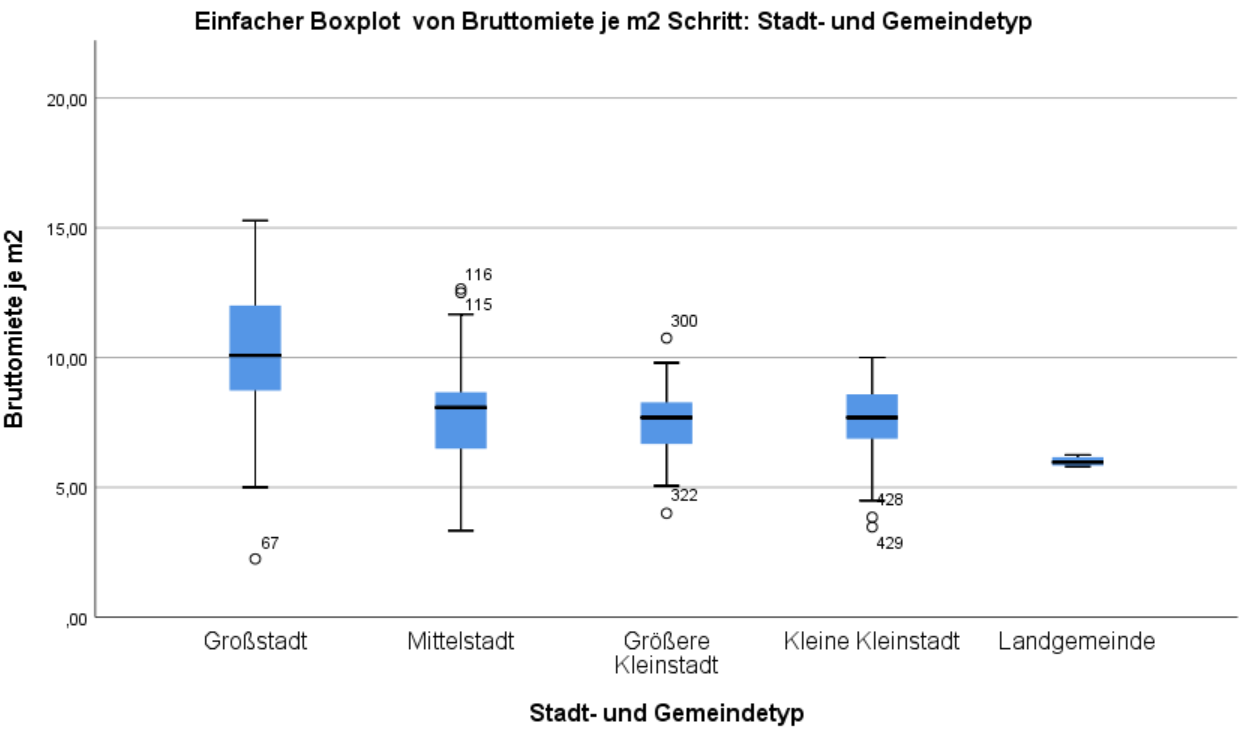 Einfacher Boxplot von Bruttomiete je m2 Schritt: Stadt- und Gemeindetyp
Bruttomiete je m2
20,00
15,00
10,00
5,00
,00
67
116
115
300
322
428
429
Großstadt
Mittelstadt
Größere
Kleinstadt
Kleine Kleinstadt
Landgemeinde
Stadt- und Gemeindetyp